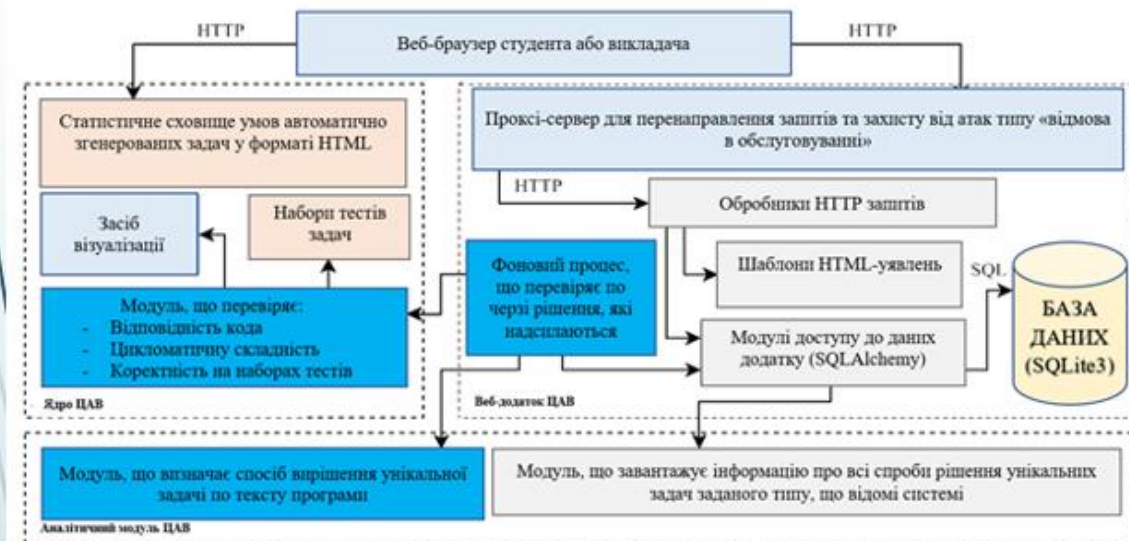 HTTP
Веб-браузер студента або викладача
HTTP
Статистичне сховище умов автоматично
згенерованих задач у форматі HTML
Проксі-сервер для перенаправлення запитів та захисту від атак типу «відмова
в обслуговуванні»
HTTP
Обробники HTTP запитів
Засіб
візуалізації
Набори тестів
задач
Фоновий процес,
що перевіряє по
черзі рішення, які
надсплаються
Шаблони HTML-уявлень
SQL
БАЗА
ДАНИХ
(SQLite3)
Модуль, що перевіряє:
- Відповідність кода
- Цикломатичну складність
- Коректність на наборах тестів
Модулі доступу до даних
додатку (SQLAlchemy)
Ядро ЦАВ
Веб-додаток ЦАВ
Модуль, що визначає спосіб вирішення унікальної
задачі по тексту програми
Модуль, що завантажує інформацію про всі спроби рішення унікальних
задач заданого типу, що відомі системі
Аналітичний модуль ЦАВ